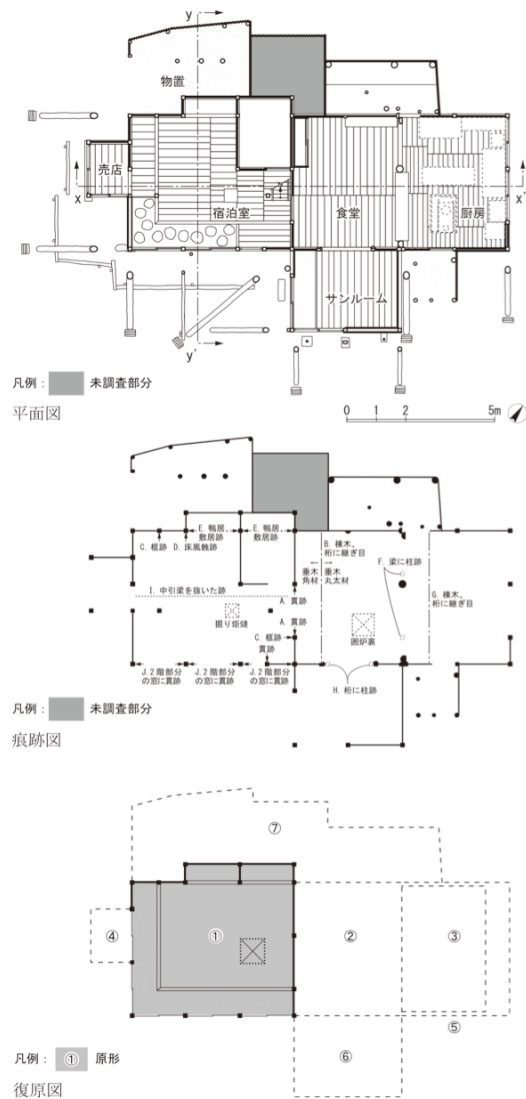 y
物置
売店
x
宿泊室
食堂
厨房
x'
サンルーム
y'
凡例： 未調査部分
平面図
0 1 2 5m
E. 鴨居、
敷居跡
E. 鴨居、
敷居跡
B. 棟木、
桁に継ぎ目
C. 框跡
D. 床風蝕跡
F. 梁に柱跡
垂木
角材
垂木
丸太材
I. 中引梁を抜いた跡
A. 貫跡
G. 棟木、
桁に継ぎ目
掘り炬燵
A. 貫跡
囲炉裏
C. 框跡
貫跡
J. 2階部分
の窓に貫跡
J. 2階部分
の窓に貫跡
J. 2階部分
の窓に貫跡
H. 桁に柱跡
凡例： 未調査部分
痕跡図
⑦
④
①
②
③
⑤
⑥
凡例： ① 原形
復原図